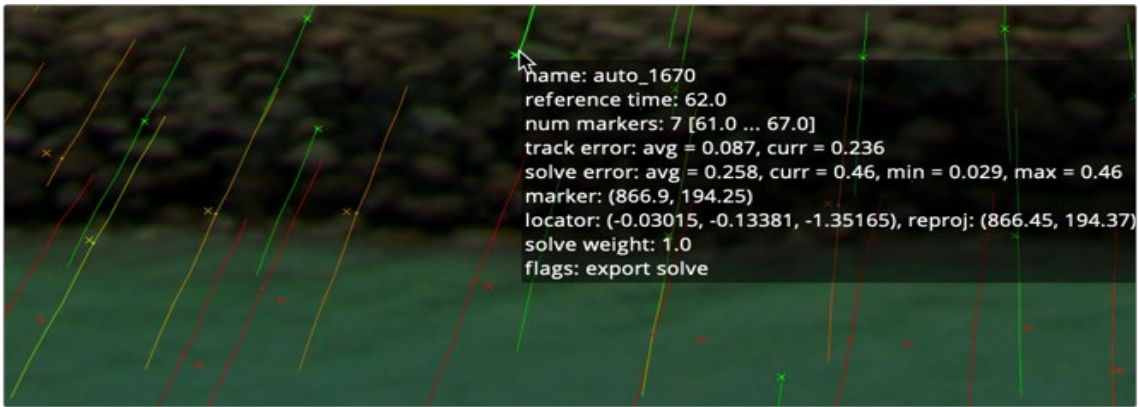 name: auto_1670
reference time: 62.0
num markers: 7 [61.0 ... 67.0]
track error: avg = 0.087, curr = 0.236
solve error: avg = 0.258, curr = 0.46, min = 0.029, max = 0.46
marker: (866.9, 194.25)
locator: (-0.03015, -0.13381, -1.35165), reproj: (866.45, 194.37)
solve weight: 1.0
flags: export solve